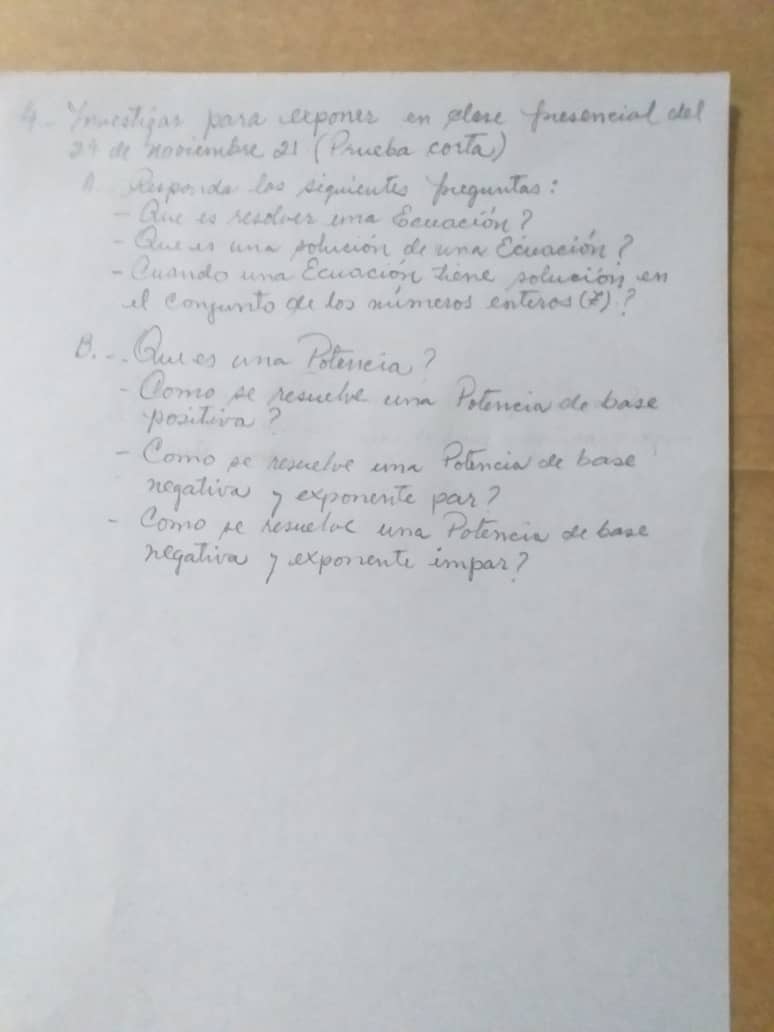 4.- Investigar para exponer en clase presencial del
24 de noviembre 21 (Prueba corta)
A. Responda las siguientes preguntas:
- Que es resolver una Ecuación?
- Que es una solución de una Ecuación?
- Cuando una Ecuación tiene solución en
el conjunto de los números enteros (Z)?
B. - Que es una Potencia?
- Como se resuelve una Potencia de base
positiva?
- Como se resuelve una Potencia de base
negativa y exponente par?
- Como se resuelve una Potencia de base
negativa y exponente impar?